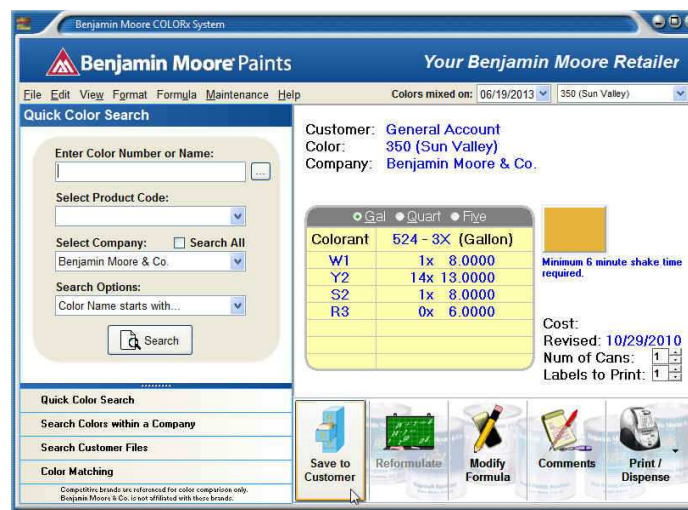 Benjamin Moore COLORx System
Benjamin Moore Paints
Your Benjamin Moore Retailer
File Edit View Format Formula Maintenance Help
Colors mixed on: 06/19/2013 350 (Sun Valley)
Quick Color Search
Enter Color Number or Name:
...
Select Product Code:
Select Company: Search All
Benjamin Moore & Co.
Search Options:
Color Name starts with...
Search
Quick Color Search
Search Colors within a Company
Search Customer Files
Color Matching
Competitive brands are referenced for color comparison only.
Benjamin Moore & Co. is not affiliated with these brands.
Customer: General Account
Color: 350 (Sun Valley)
Company: Benjamin Moore & Co.
Gal Quart Five
Colorant 524 - 3X (Gallon)
W1 1x 8.0000
Y2 14x 13.0000
S2 1x 8.0000
R3 0x 6.0000
Minimum 6 minute shake time
required.
Cost:
Revised: 10/29/2010
Num of Cans: 1
Labels to Print: 1
Save to
Customer
Reformulate
Modify
Formula
Comments
Print /
Dispense